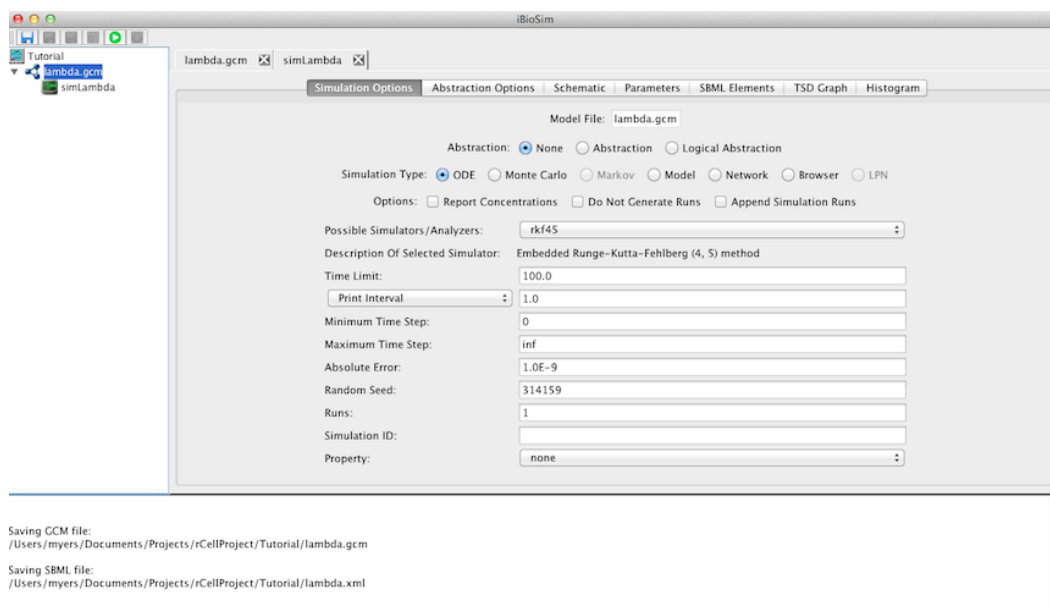 iBioSim
Tutorial
lambda.gcm
simLambda
lambda.gcm simLambda
Simulation Options Abstraction Options Schematic Parameters SBML Elements TSD Graph Histogram
Model File: lambda.gcm
Abstraction: None Abstraction Logical Abstraction
Simulation Type: ODE Monte Carlo Markov Model Network Browser LPN
Options: Report Concentrations Do Not Generate Runs Append Simulation Runs
Possible Simulators/Analyzers: rkf45
Description Of Selected Simulator: Embedded Runge-Kutta-Fehlberg (4, 5) method
Time Limit: 100.0
Print Interval 1.0
Minimum Time Step: 0
Maximum Time Step: inf
Absolute Error: 1.0E-9
Random Seed: 314159
Runs: 1
Simulation ID:
Property: none
Saving GCM file:
/Users/myers/Documents/Projects/rCellProject/Tutorial/lambda.gcm
Saving SBML file:
/Users/myers/Documents/Projects/rCellProject/Tutorial/lambda.xml